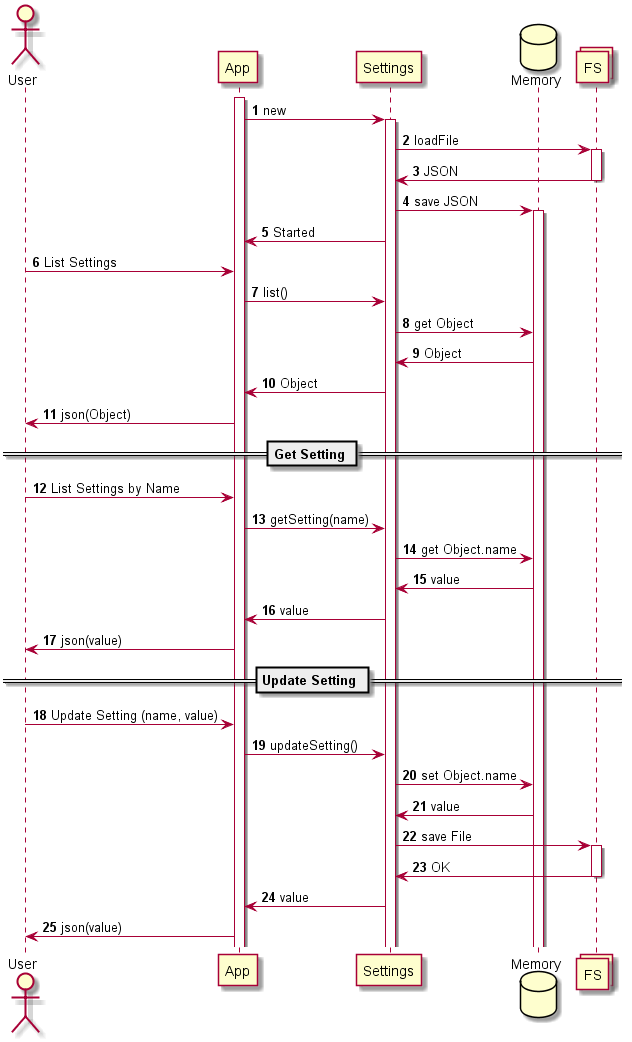 User
App
Settings
Memory
FS
1 new
2 loadFile
3 JSON
4 save JSON
5 Started
6 List Settings
7 list()
8 get Object
9 Object
10 Object
11 json(Object)
Get Setting
12 List Settings by Name
13 getSetting(name)
14 get Object.name
15 value
16 value
17 json(value)
Update Setting
18 Update Setting (name, value)
19 updateSetting()
20 set Object.name
21 value
22 save File
23 OK
24 value
25 json(value)
User
App
Settings
Memory
FS